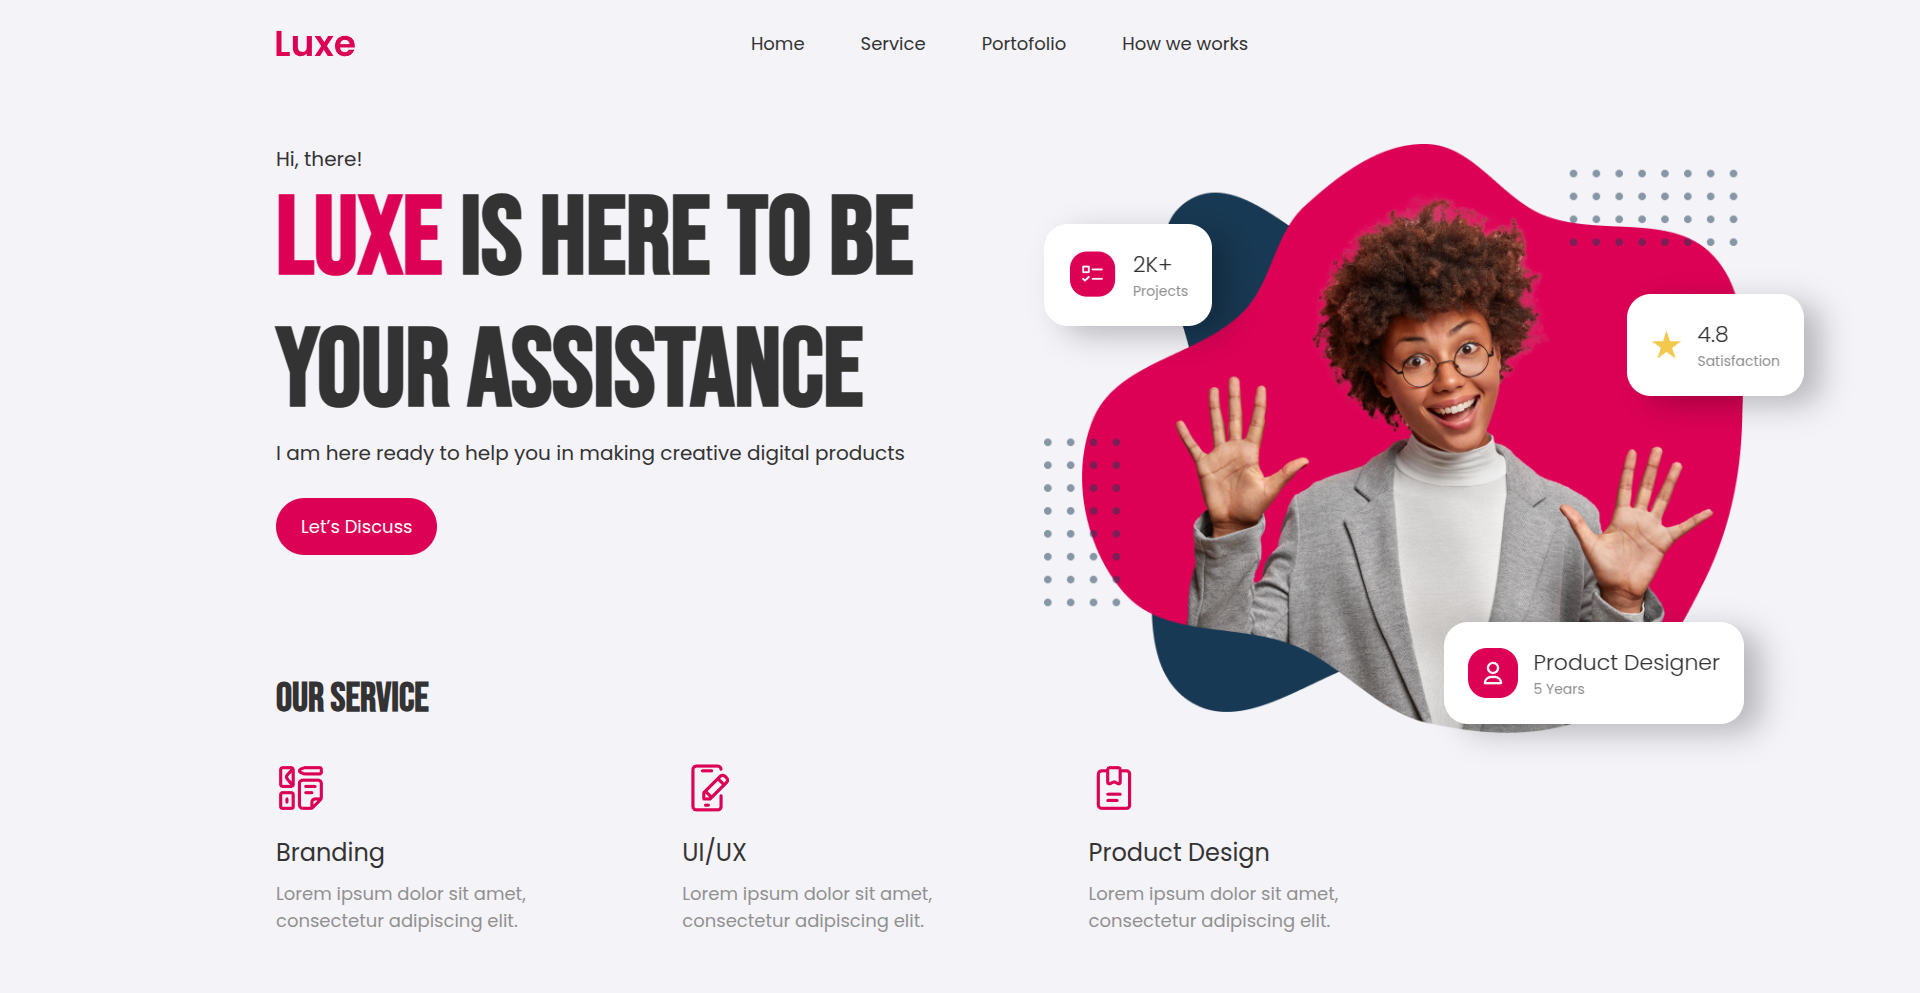 Luxe
Home
Service
Portofolio
How we works
Hi, there!
LUXE IS HERE TO BE
YOUR ASSISTANCE
I am here ready to help you in making creative digital products
Let’s Discuss
2K+
Projects
4.8
Satisfaction
Product Designer
5 Years
OUR SERVICE
Branding
Lorem ipsum dolor sit amet,
consectetur adipiscing elit.
UI/UX
Lorem ipsum dolor sit amet,
consectetur adipiscing elit.
Product Design
Lorem ipsum dolor sit amet,
consectetur adipiscing elit.